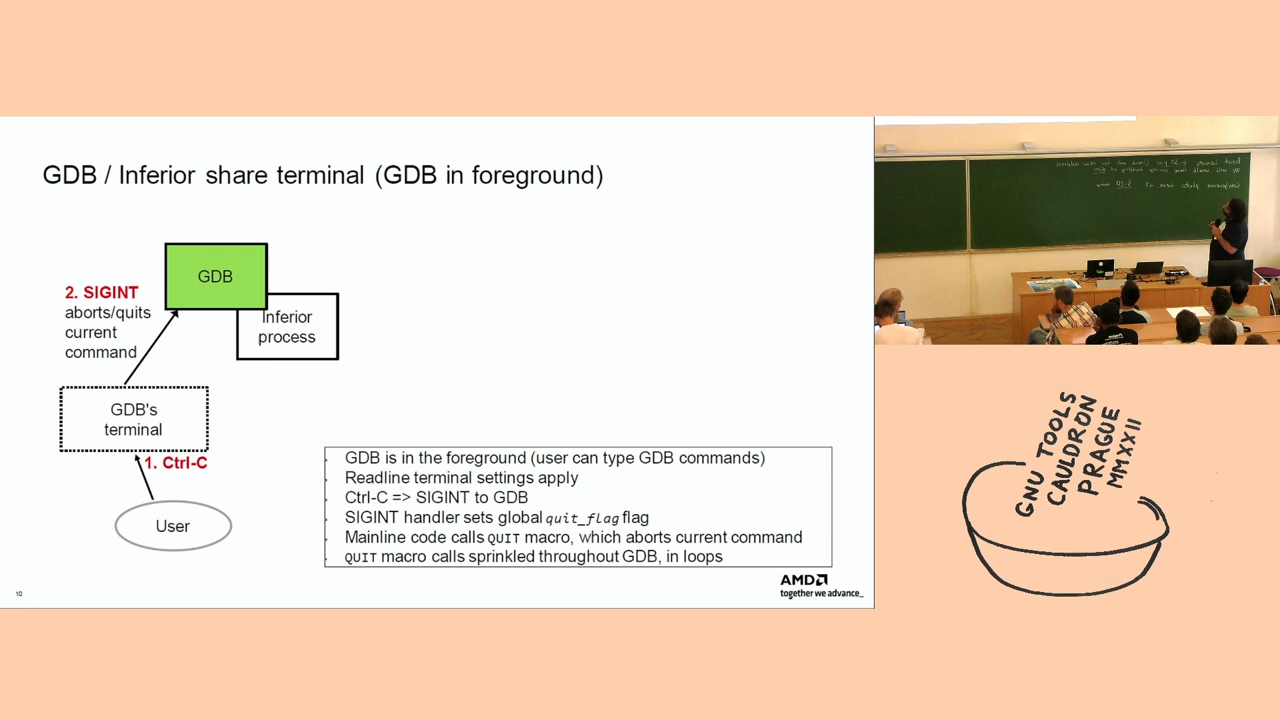 GDB / Inferior share terminal (GDB in foreground)
GDB
2. SIGINT
aborts/quits
current
command
Inferior
process
GDB's
terminal
1. Ctrl-C
User
GDB is in the foreground (user can type GDB commands)
Readline terminal settings apply
Ctrl-C => SIGINT to GDB
SIGINT handler sets global quit_flag flag
Mainline code calls QUIT macro, which aborts current command
QUIT macro calls sprinkled throughout GDB, in loops
AMD
together we advance_
10
GNU TOOLS
CAULDRON
PRAGUE
MMXXII